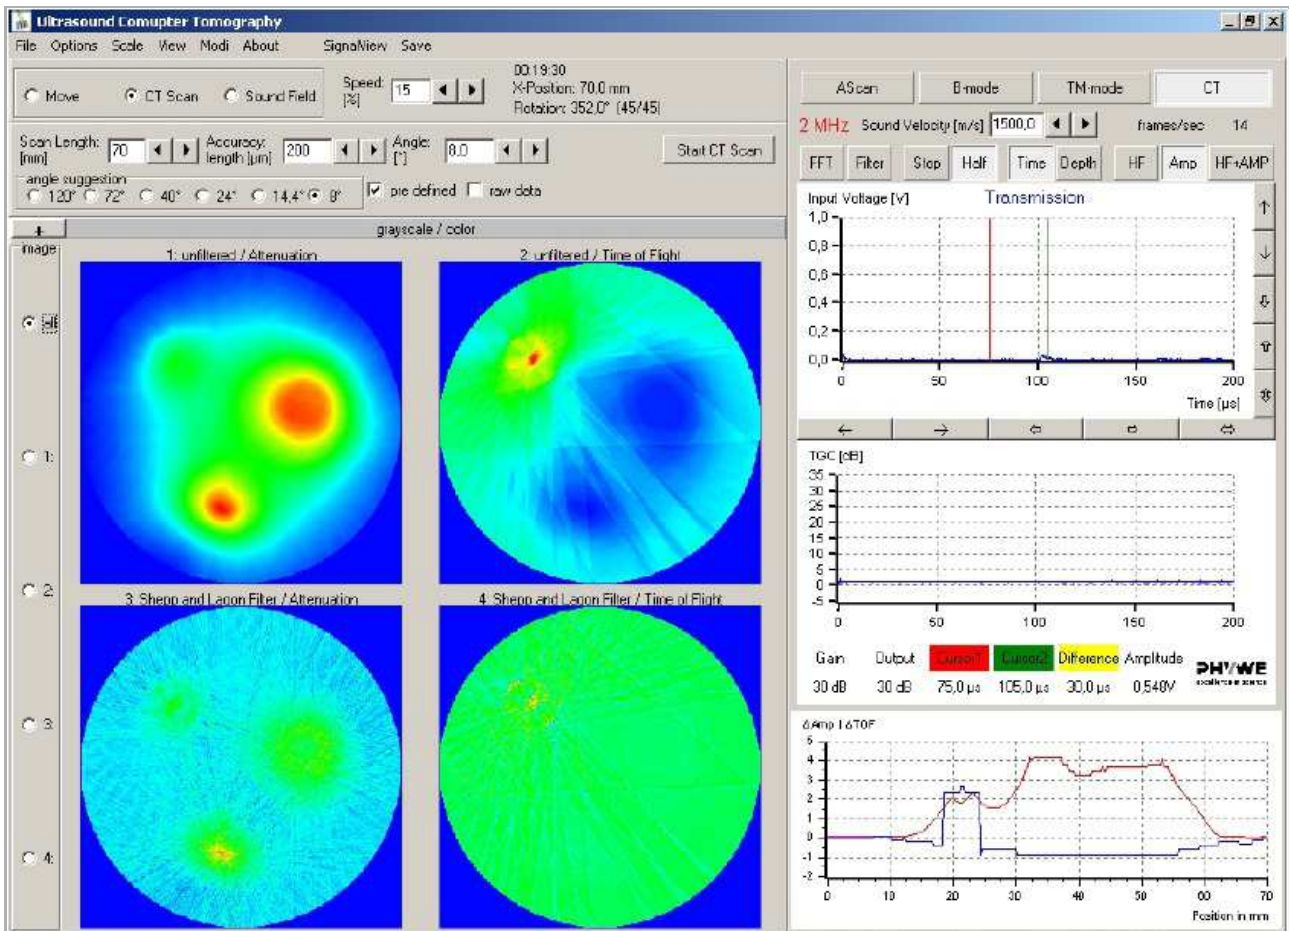 Ultrasound Comupter Tomography
File Options Scale View Modi About SignalView Save
Move CT Scan Sound Field
Speed: [%] 15
00:19:30
X-Position: 70,0 mm
Rotation: 352,0° (45/45)
Scan Length: [mm] 70 Accuracy: length [µm] 200 Angle: [°] 8,0 Start CT Scan
angle suggestion
120° 72° 40° 24° 14,4° 8° pre defined raw data
+ grayscale / color
image
all
1:
2:
3:
4:
1: unfiltered / Attenuation
2: unfiltered / Time of Flight
3: Shepp and Lagon Filter / Attenuation
4: Shepp and Lagon Filter / Time of Flight
AScan B-mode TM-mode CT
2 MHz Sound Velocity [m/s] 1500,0 frames/sec 14
FFT Filter Stop Half Time Depth HF Amp HF+AMP
Input Voltage [V] Transmission
1,0
0,8
0,6
0,4
0,2
0,0
0 50 100 150 200
Time [µs]
TGC [dB]
35
30
25
20
15
10
5
0
-5
0 50 100 150 200
Gain Output Cursor1 Cursor2 Difference Amplitude
30 dB 30 dB 75,0 µs 105,0 µs 30,0 µs 0,548V
PHYWE
excellence in science
ΔAmp | ΔTOF
5
4
3
2
1
0
-1
-2
0 10 20 30 40 50 60 70
Position in mm